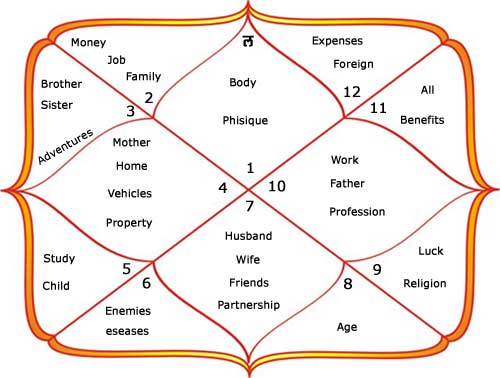 ल
Money
Job
Family
2
Body
Phisique
1
Expenses
Foreign
12
Brother
Sister
3
Adventures
11
All
Benefits
Mother
Home
Vehicles
Property
4
Work
Father
Profession
10
7
Husband
Wife
Friends
Partnership
Study
Child
5
6
Enemies
eseases
8
Age
9
Luck
Religion